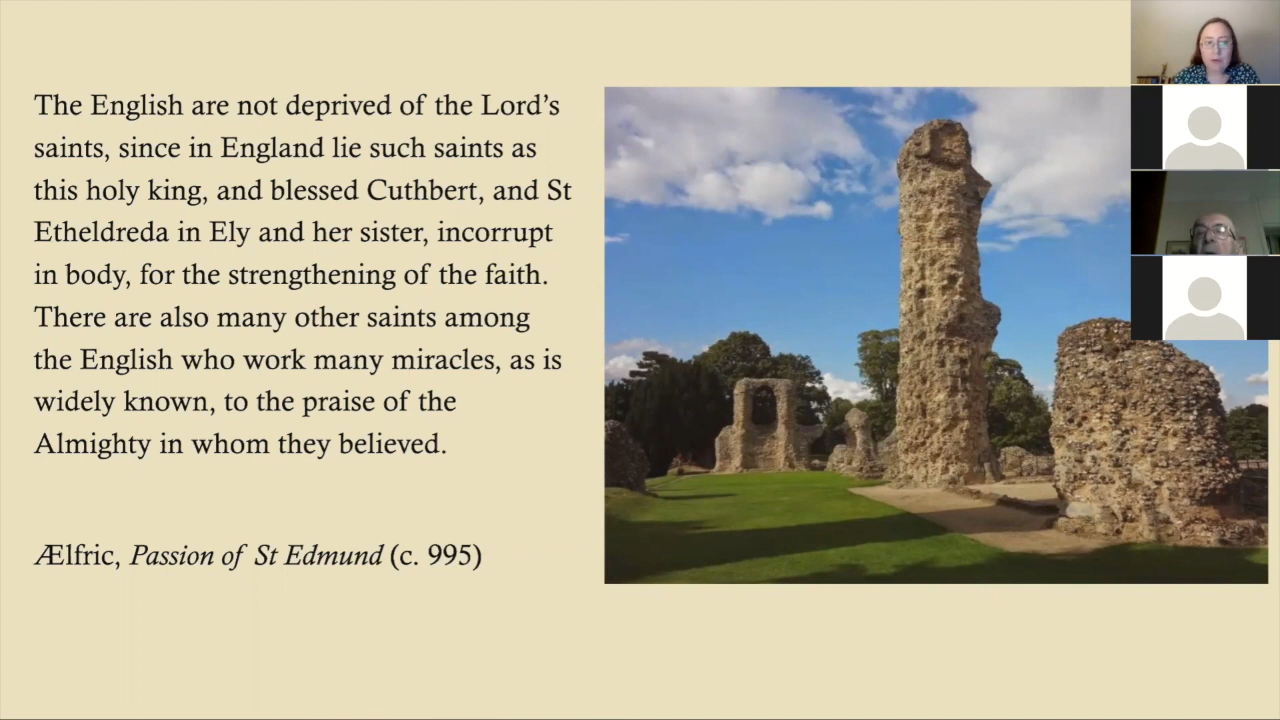 The English are not deprived of the Lord’s
saints, since in England lie such saints as
this holy king, and blessed Cuthbert, and St
Etheldreda in Ely and her sister, incorrupt
in body, for the strengthening of the faith.
There are also many other saints among
the English who work many miracles, as is
widely known, to the praise of the
Almighty in whom they believed.
Ælfric, Passion of St Edmund (c. 995)